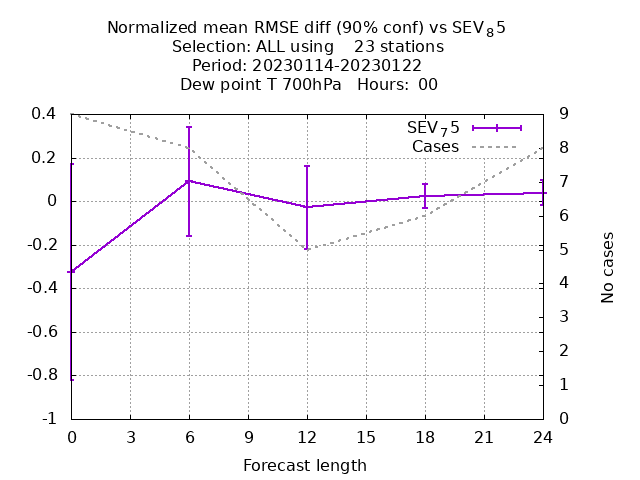 Normalized mean RMSE diff (90% conf) vs SEV₈5
Selection: ALL using    23 stations
Period: 20230114-20230122
Dew point T 700hPa   Hours:  00
SEV₇5
Cases
0.4
0.2
0
-0.2
-0.4
-0.6
-0.8
-1
9
8
7
6
5
4
3
2
1
0
No cases
0 3 6 9 12 15 18 21 24
Forecast length